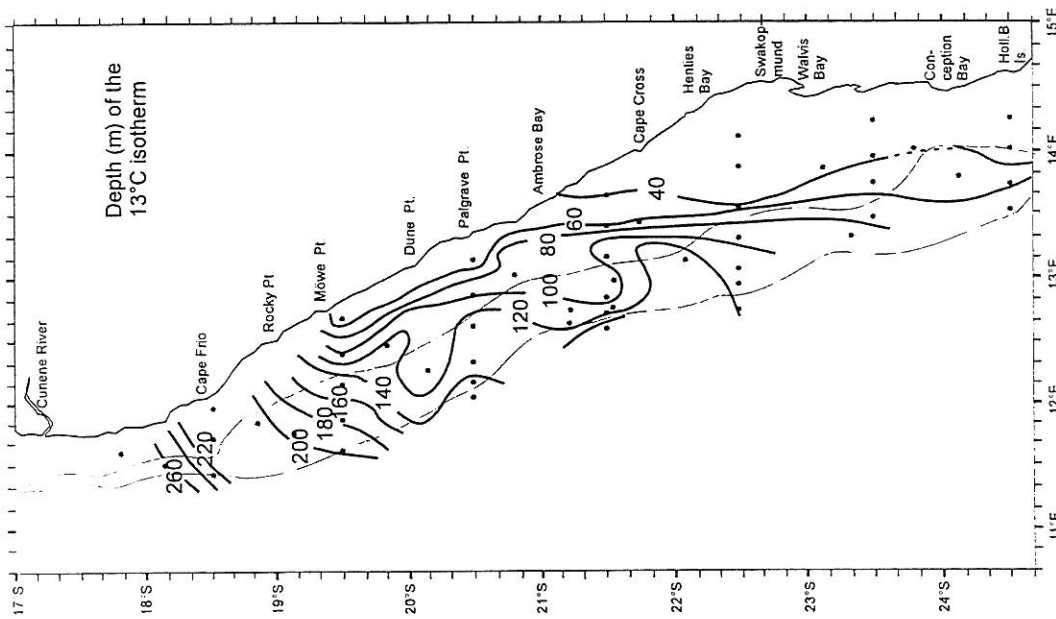 Depth (m) of the
13°C isotherm
Cunene River
Cape Frio
Rocky Pt
Möwe Pt.
Dune Pt.
Palgrave Pt.
Ambrose Bay
Cape Cross
Henties
Bay
Swakop
mund
Walvis
Bay
Con-
ception
Bay
Holl.B
Is
260
220
200
180
160
140
120
100
80
60
40
17 S
18°S
19°S
20°S
21°S
22°S
23°S
24°S
11°E
12°E
13°E
14°E
15°E